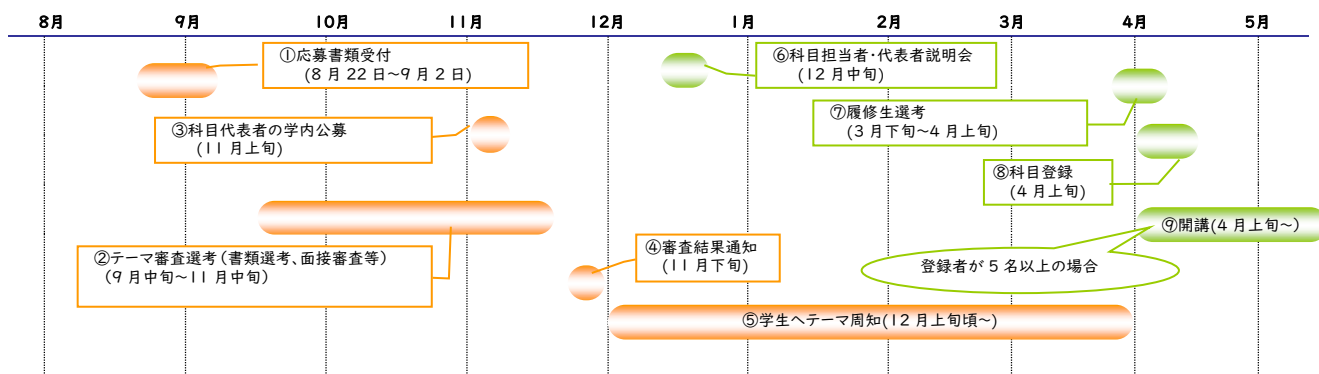 8月 9月 10月 11月 12月 1月 2月 3月 4月 5月
①応募書類受付
(8月22日～9月2日)
⑥科目担当者・代表者説明会
(12月中旬)
③科目代表者の学内公募
(11月上旬)
⑦履修生選考
(3月下旬～4月上旬)
⑧科目登録
(4月上旬)
②テーマ審査選考(書類選考、面接審査等)
(9月中旬～11月中旬)
④審査結果通知
(11月下旬)
⑨開講(4月上旬～)
登録者が5名以上の場合
⑤学生へテーマ周知(12月上旬頃～)